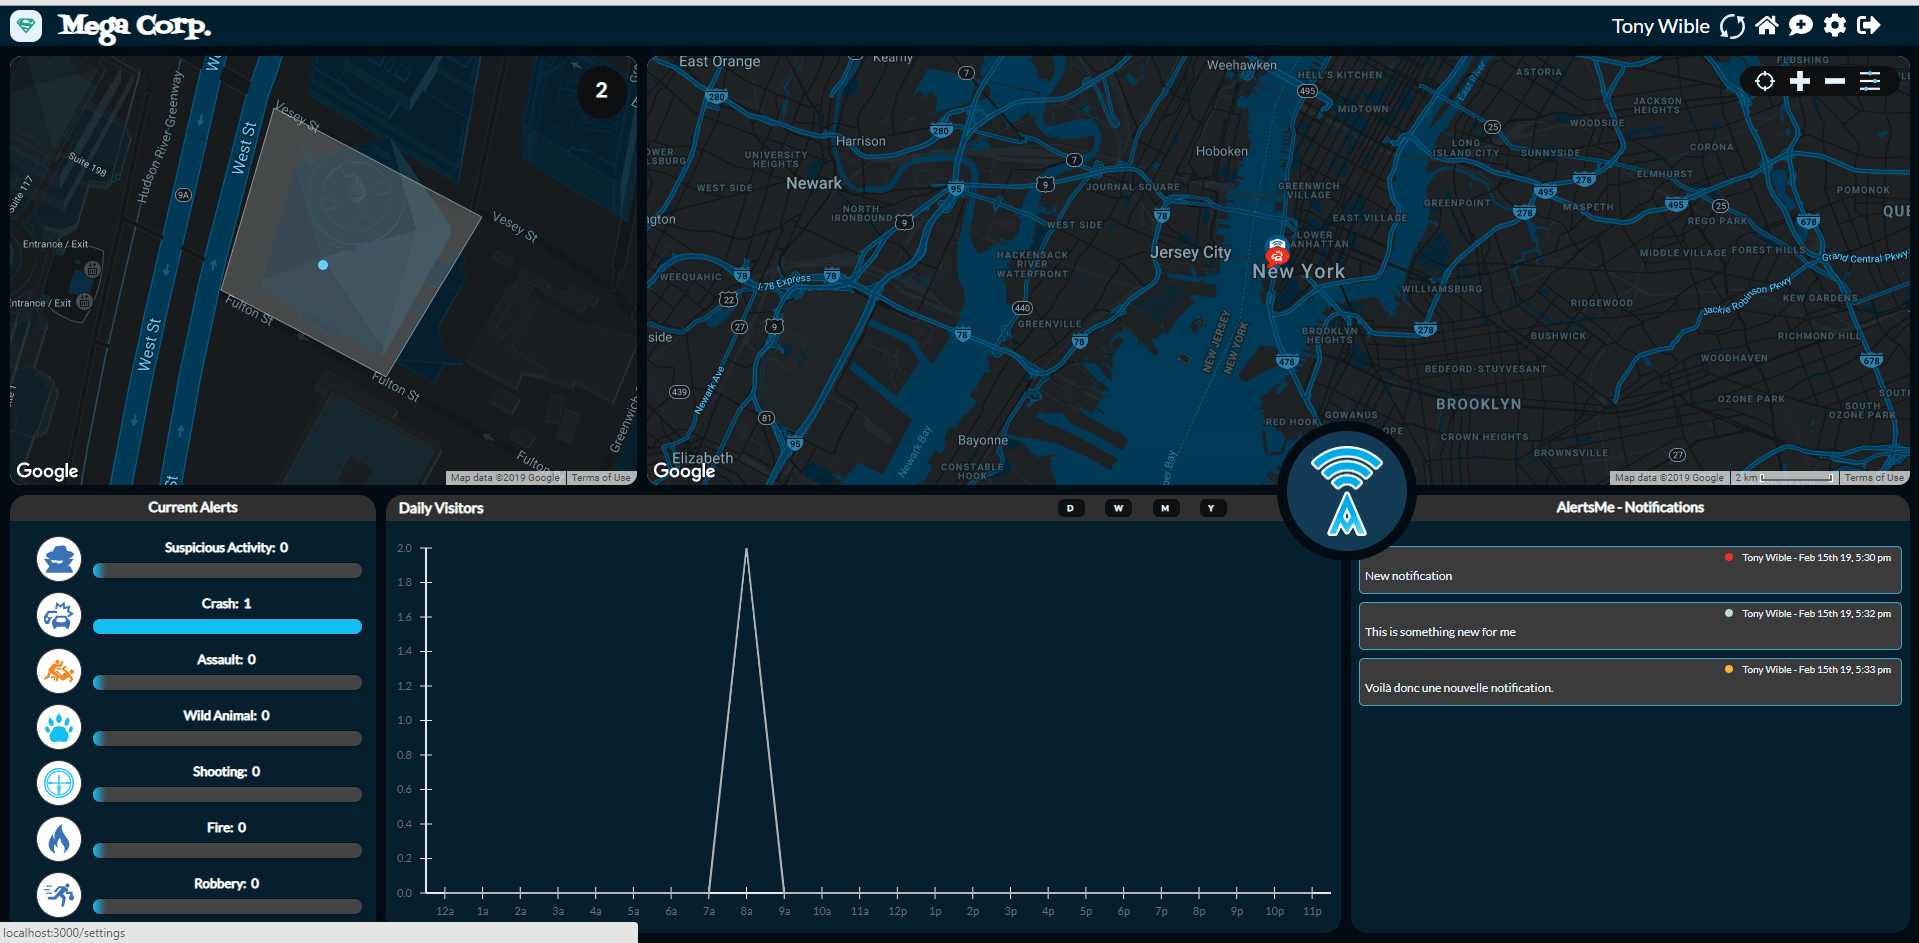 Mega Corp.
Tony Wible
Vesey St
West St
Hudson River Greenway
Suite 198
Suite 117
9A
2
Vesey St
Entrance / Exit
Entrance / Exit
Fulton St
West St
Fulton St
Greenwich
Fulton
Google
Map data ©2019 Google
Terms of Use
East Orange
Kearny
7
Weehawken
HELL'S KITCHEN
ASTORIA
FLUSHING
East River
280
495
MIDTOWN
JACKSON
HEIGHTS
WOODSIDE
Harrison
280
25
LONG
ISLAND CITY
SUNNYSIDE
CORONA
UNIVERSITY
HEIGHTS
7
Hoboken
ELMHURST
WEST SIDE
Newark
95
9
JOURNAL SQUARE
GREENWICH
VILLAGE
495
278
POMONOK
NORTH
IRONBOUND
9
WEST SIDE
78
EAST VILLAGE
GREENPOINT
278
MASPETH
495
25
REGO PARK
678
QUE
LOWER
MANHATTAN
HACKENSACK
RIVER
WATERFRONT
Jersey City
New York
MIDDLE VILLAGE
FOREST HILLS
Grand Central Pkwy
WEEQUAHIC
78
I-78 Express
78
WILLIAMSBURG
Jackie Robinson Pkwy
KEW GARDENS
22
440
RIDGEWOOD
27
9
GREENVILLE
78
78
NEW JERSEY
NEW YORK
BROOKLYN
HEIGHTS
278
BUSHWICK
RICHMOND HILL
478
WOODHAVEN
678
BEDFORD-STUYVESANT
439
Newark Ave
81
BROOKLYN
OZONE PARK
SOUTH
OZONE PARK
RED HOOK
GOWANUS
95
Bayonne
CROWN HEIGHTS
Newark Bay
BROWNSVILLE
27
Elizabeth
CONSTABLE
HOOK
Google
Map data ©2019 Google
2 km
Terms of Use
Current Alerts
Suspicious Activity: 0
Crash: 1
Assault: 0
Wild Animal: 0
Shooting: 0
Fire: 0
Robbery: 0
Daily Visitors
D W M Y
2.0
1.8
1.6
1.4
1.2
1.0
0.8
0.6
0.4
0.2
0.0
12a 1a 2a 3a 4a 5a 6a 7a 8a 9a 10a 11a 12p 1p 2p 3p 4p 5p 6p 7p 8p 9p 10p 11p
AlertsMe - Notifications
Tony Wible - Feb 15th 19, 5:30 pm
New notification
Tony Wible - Feb 15th 19, 5:32 pm
This is something new for me
Tony Wible - Feb 15th 19, 5:33 pm
Voilà donc une nouvelle notification.
localhost:3000/settings